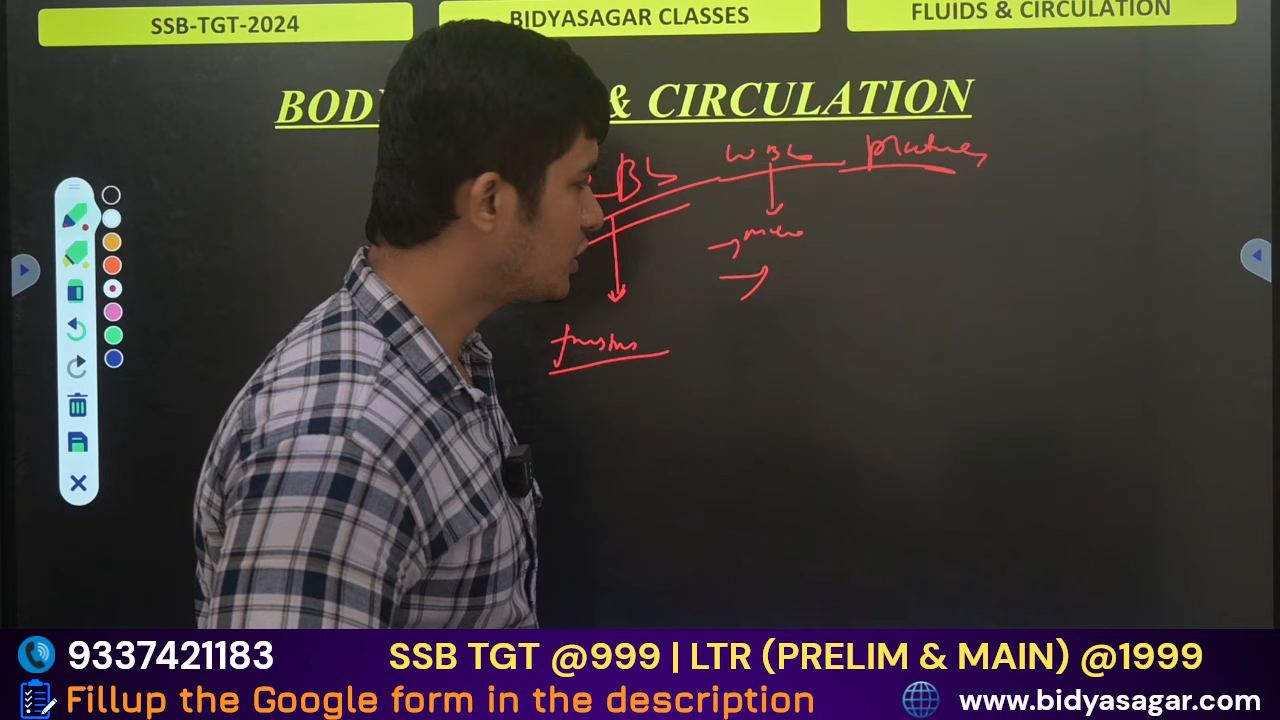 SSB-TGT-2024
BIDYASAGAR CLASSES
FLUIDS & CIRCULATION
BOD & CIRCULATION
WBC
9337421183
SSB TGT @999 | LTR (PRELIM & MAIN) @1999
Fillup the Google form in the description
www.bidyasagar.com